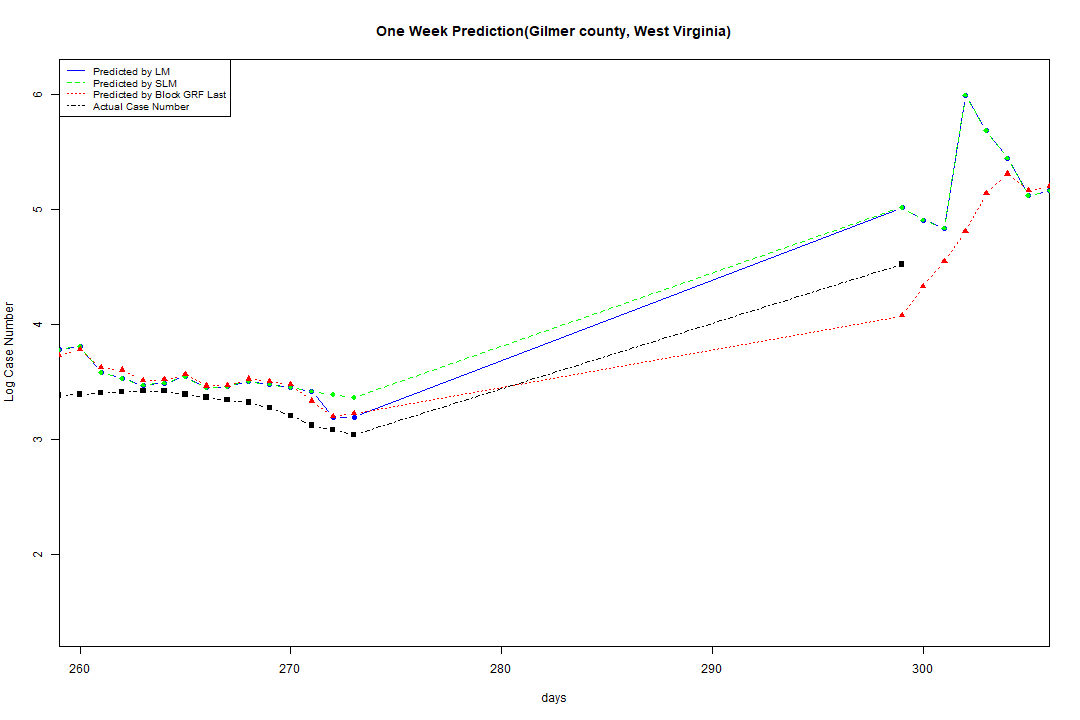 One Week Prediction(Gilmer county, West Virginia)
Predicted by LM
Predicted by SLM
Predicted by Block GRF Last
Actual Case Number
6
5
4
3
2
Log Case Number
260 270 280 290 300
days